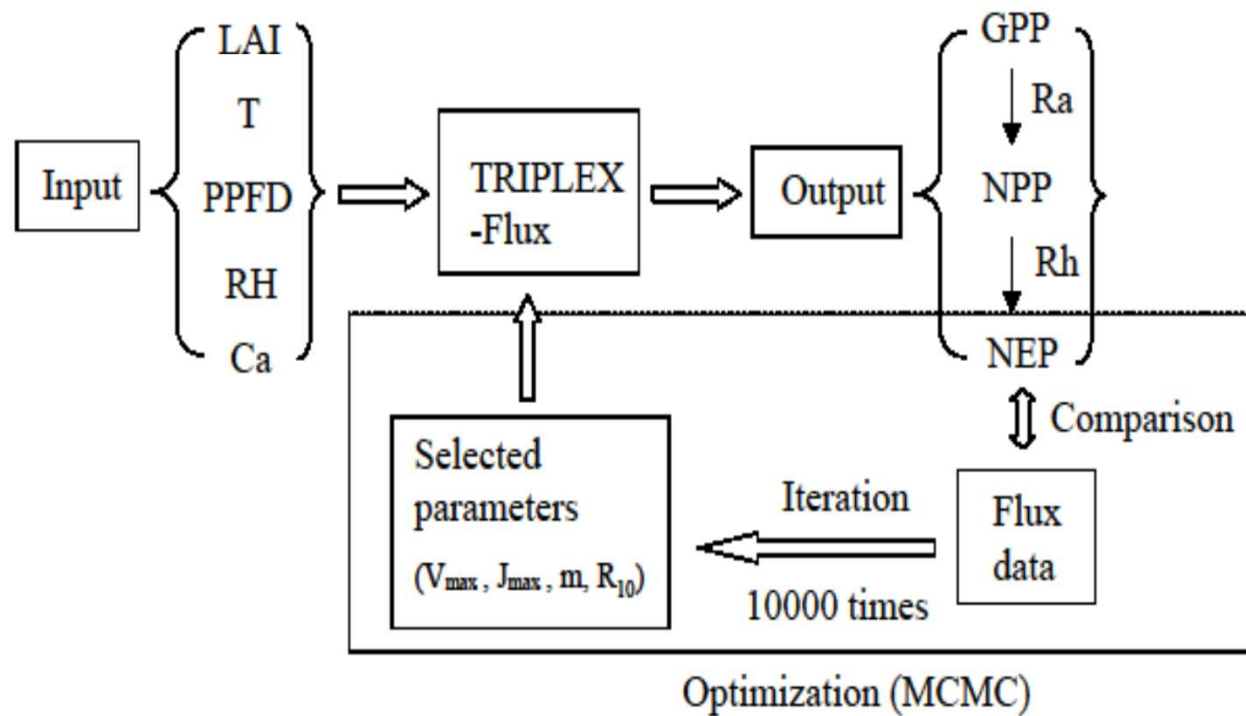 Input
LAI
T
PPFD
RH
Ca
TRIPLEX
-Flux
Output
GPP
Ra
NPP
Rh
NEP
Comparison
Selected
parameters
(Vmax , Jmax , m, R10)
Iteration
10000 times
Flux
data
Optimization (MCMC)